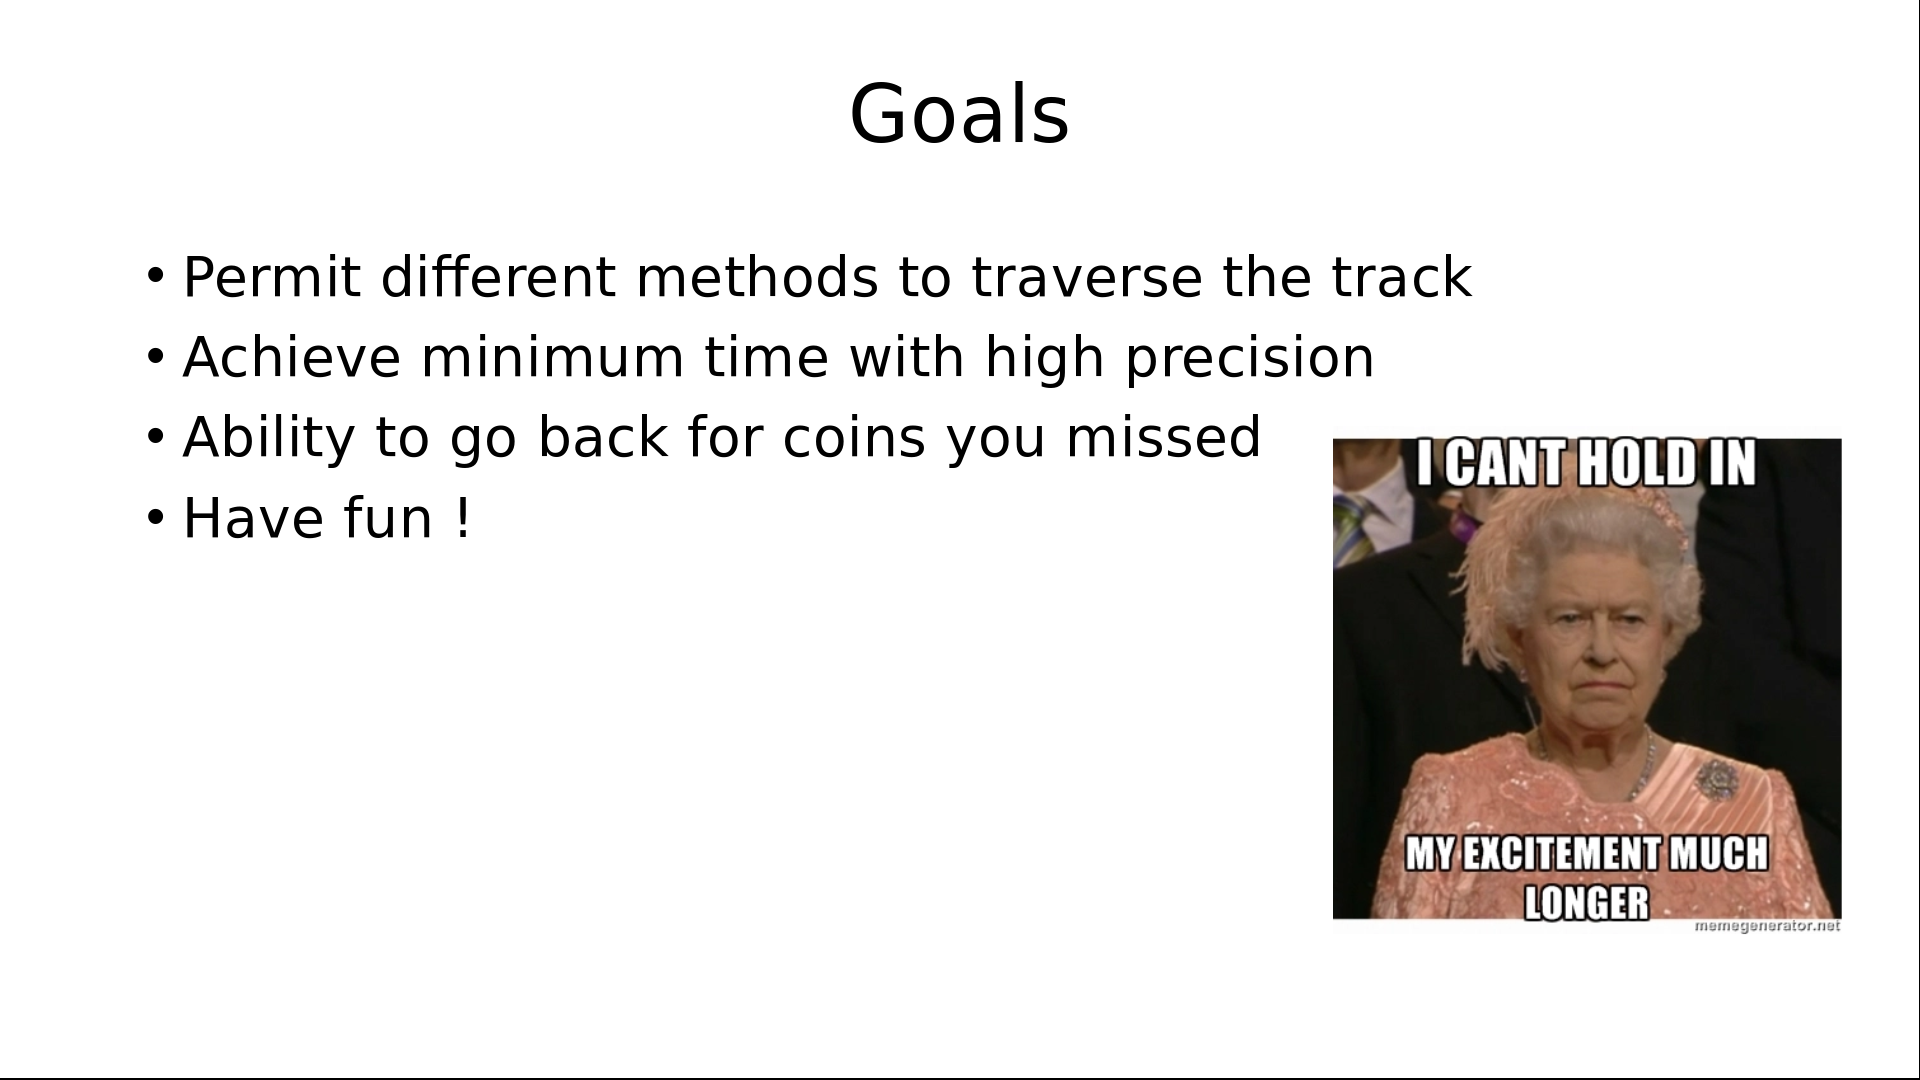 Goals
• Permit different methods to traverse the track
• Achieve minimum time with high precision
• Ability to go back for coins you missed
• Have fun !
I CANT HOLD IN
MY EXCITEMENT MUCH
LONGER
memegenerator.net